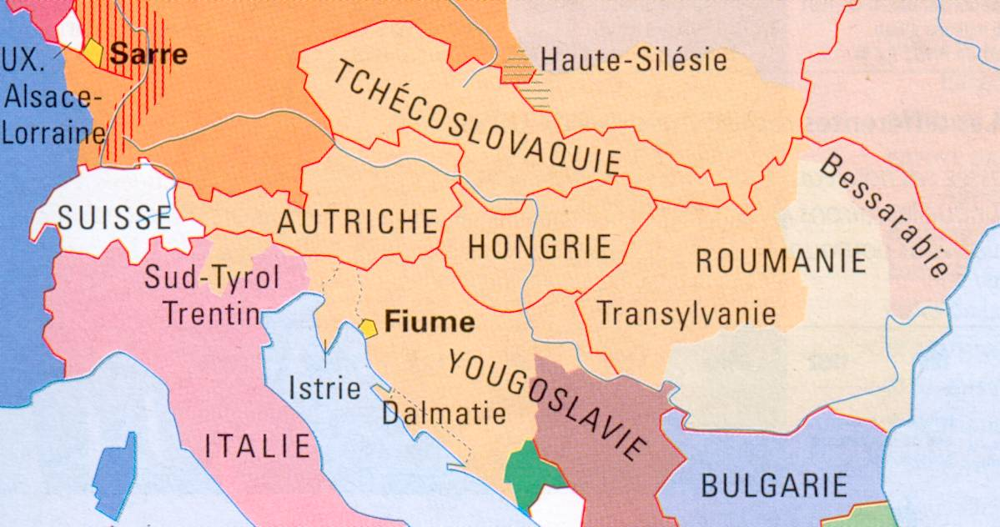 Sarre
UX.
Haute-Silésie
Alsace-
Lorraine
TCHÉCOSLOVAQUIE
Bessarabie
SUISSE
AUTRICHE
HONGRIE
ROUMANIE
Sud-Tyrol
Trentin
Transylvanie
Fiume
YOUGOSLAVIE
Istrie
Dalmatie
ITALIE
BULGARIE